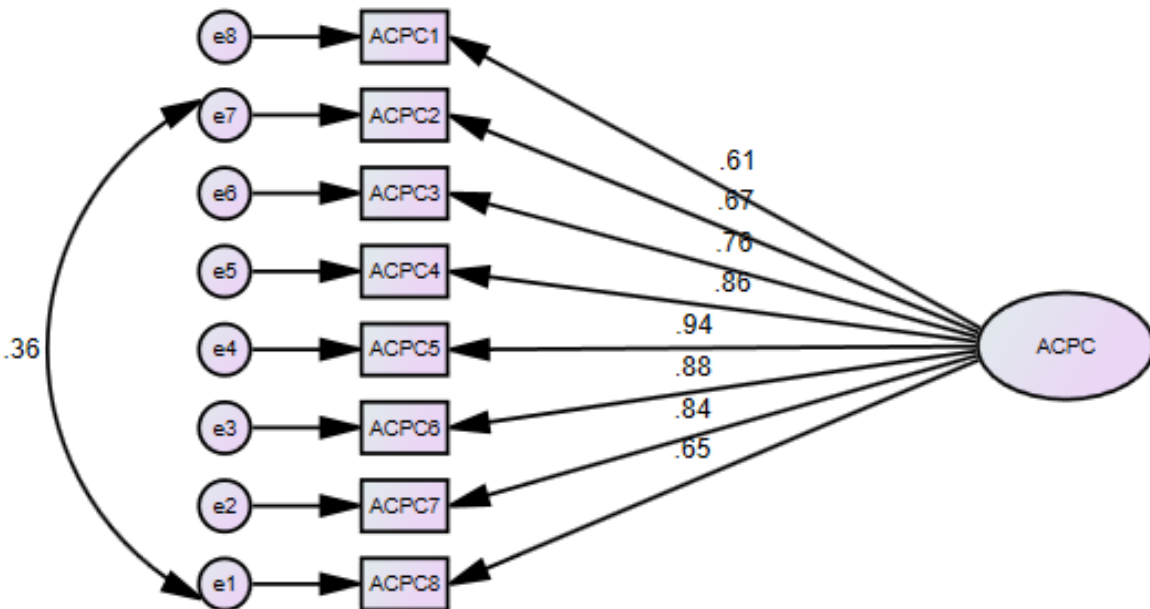 e8 ACPC1
e7 ACPC2
.61
e6 ACPC3
.67
.76
e5 ACPC4
.86
.94
.36 e4 ACPC5
ACPC
.88
e3 ACPC6
.84
.65
e2 ACPC7
e1 ACPC8